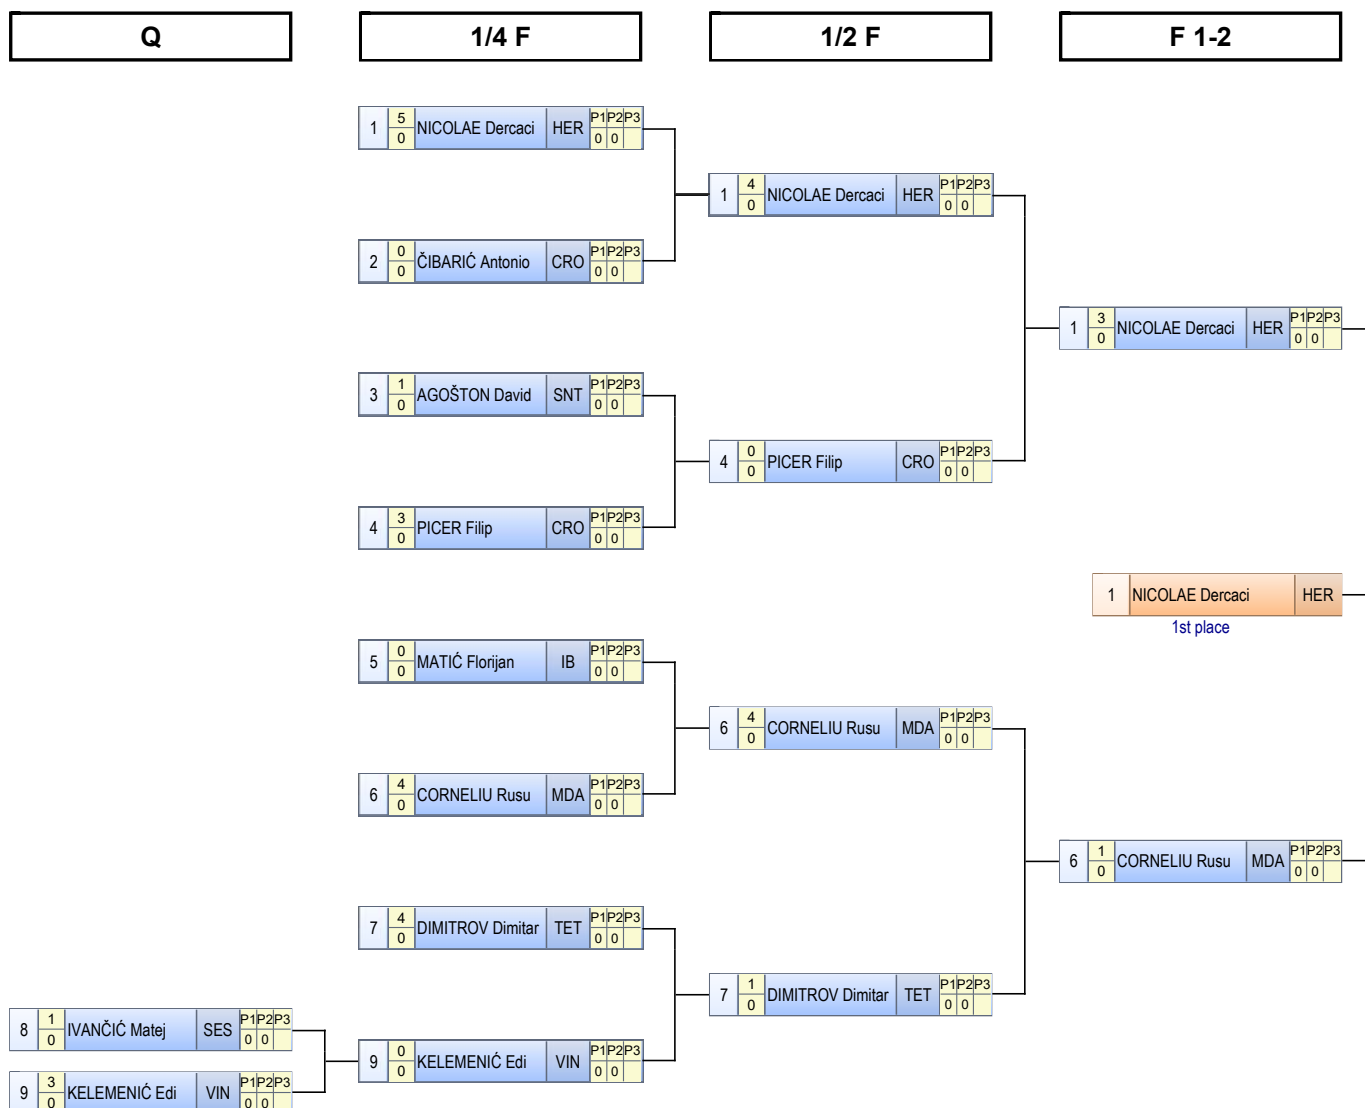 Q 1/4 F 1/2 F F 1-2
1 5 0 NICOLAE Dercaci HER P1 P2 P3 0 0
2 0 0 ČIBARIĆ Antonio CRO P1 P2 P3 0 0
3 1 0 AGOŠTON David SNT P1 P2 P3 0 0
4 3 0 PICER Filip CRO P1 P2 P3 0 0
5 0 0 MATIĆ Florijan IB P1 P2 P3 0 0
6 4 0 CORNELIU Rusu MDA P1 P2 P3 0 0
7 4 0 DIMITROV Dimitar TET P1 P2 P3 0 0
8 1 0 IVANČIĆ Matej SES P1 P2 P3 0 0
9 3 0 KELEMENIĆ Edi VIN P1 P2 P3 0 0
9 0 0 KELEMENIĆ Edi VIN P1 P2 P3 0 0
1 4 0 NICOLAE Dercaci HER P1 P2 P3 0 0
4 0 0 PICER Filip CRO P1 P2 P3 0 0
6 4 0 CORNELIU Rusu MDA P1 P2 P3 0 0
7 1 0 DIMITROV Dimitar TET P1 P2 P3 0 0
1 3 0 NICOLAE Dercaci HER P1 P2 P3 0 0
1 NICOLAE Dercaci HER
1st place
6 1 0 CORNELIU Rusu MDA P1 P2 P3 0 0